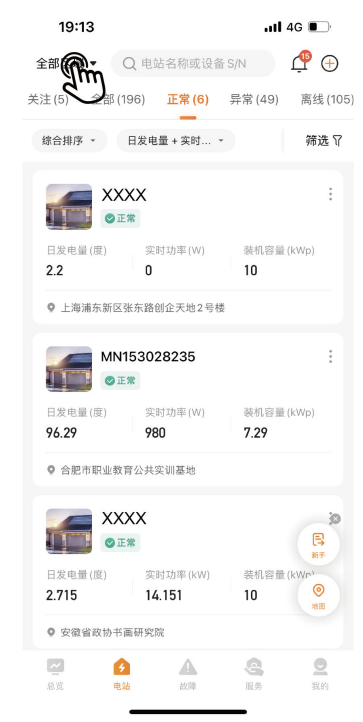 19:13
4G
全部
电站名称或设备S/N
15
关注(5) 全部(196) 正常(6) 异常(49) 离线(105)
综合排序 日发电量+实时... 筛选
XXXX
正常
日发电量(度) 实时功率(W) 装机容量(kWp)
2.2 0 10
上海浦东新区张东路创企天地2号楼
MN153028235
正常
日发电量(度) 实时功率(W) 装机容量(kWp)
96.29 980 7.29
合肥市职业教育公共实训基地
XXXX
正常
新手
日发电量(度) 实时功率(kW) 装机容量(kWp)
2.715 14.151 10
地图
安徽省政协书画研究院
总览 电站 故障 服务 我的